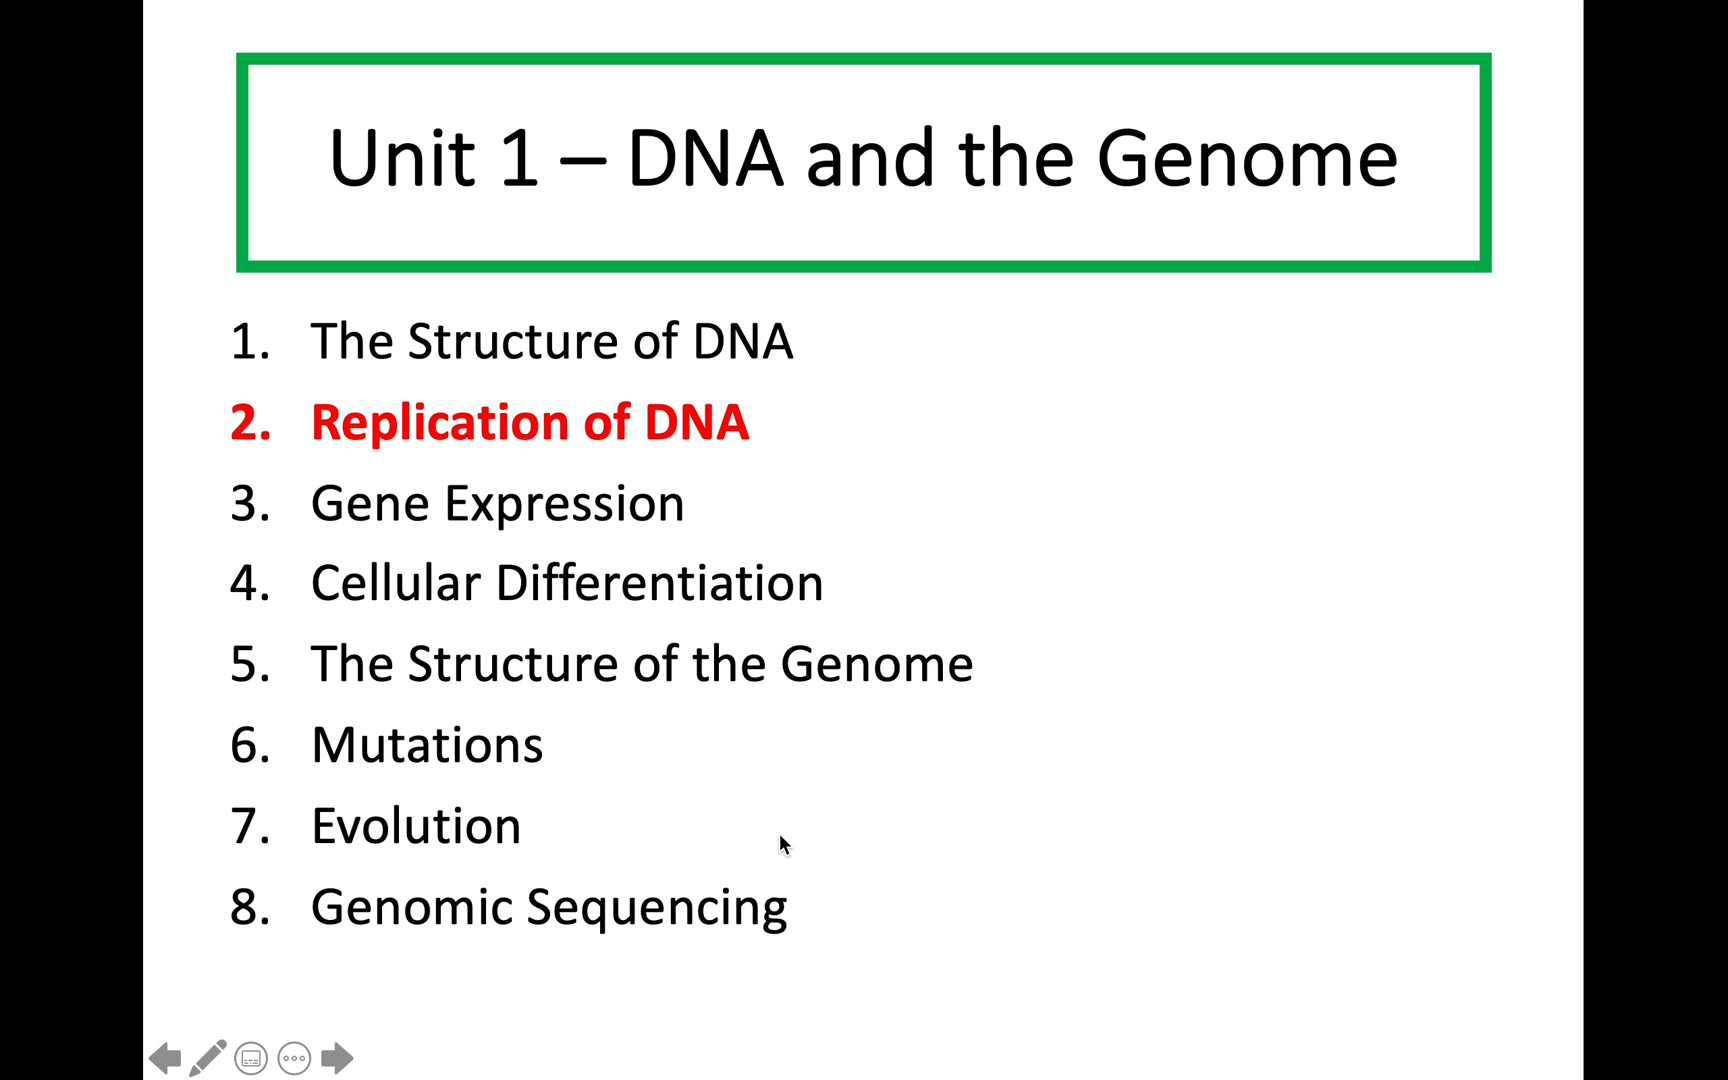 Unit 1 – DNA and the Genome
1. The Structure of DNA
2. Replication of DNA
3. Gene Expression
4. Cellular Differentiation
5. The Structure of the Genome
6. Mutations
7. Evolution
8. Genomic Sequencing